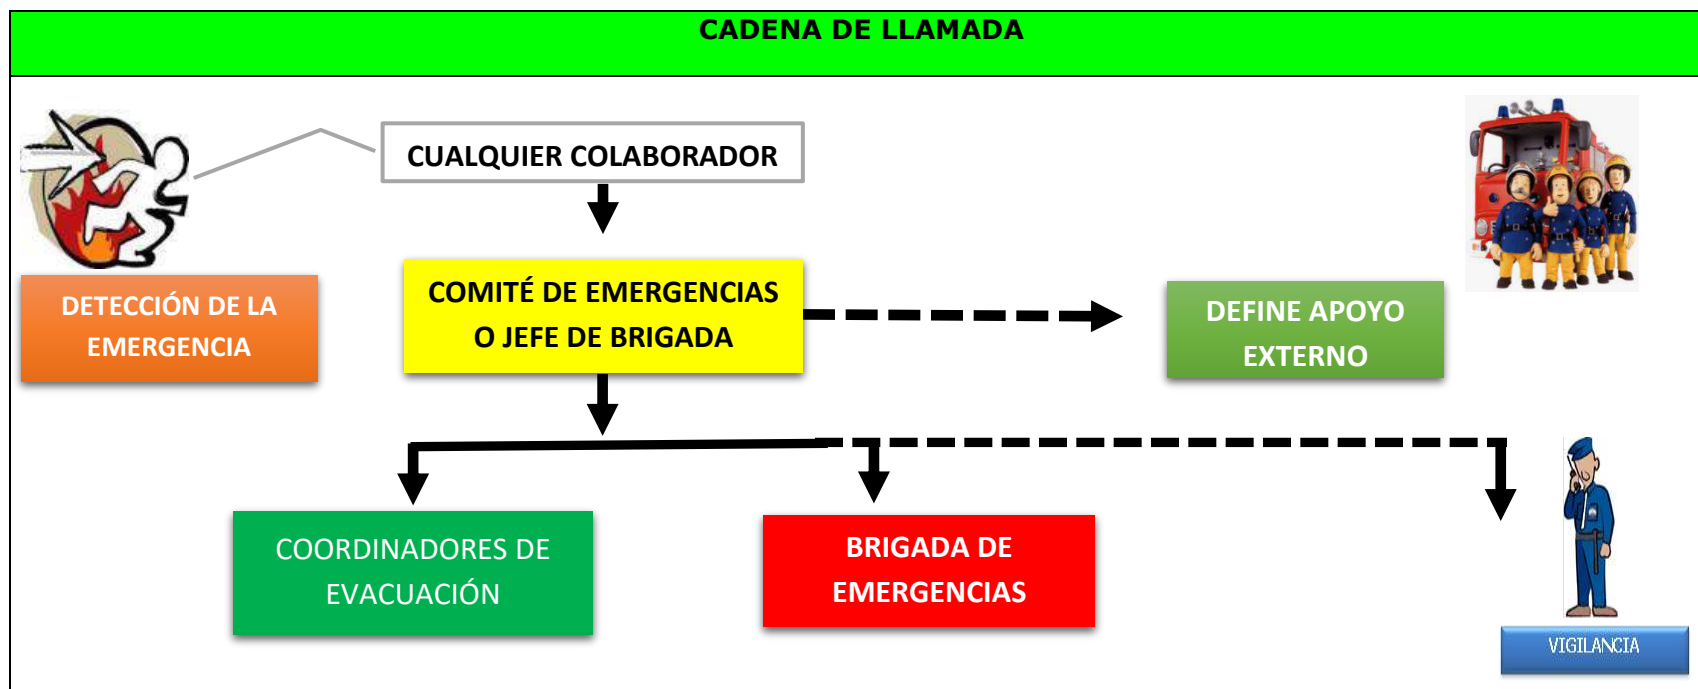 CADENA DE LLAMADA
CUALQUIER COLABORADOR
DETECCIÓN DE LA
EMERGENCIA
COMITÉ DE EMERGENCIAS
O JEFE DE BRIGADA
DEFINE APOYO
EXTERNO
COORDINADORES DE
EVACUACIÓN
BRIGADA DE
EMERGENCIAS
VIGILANCIA